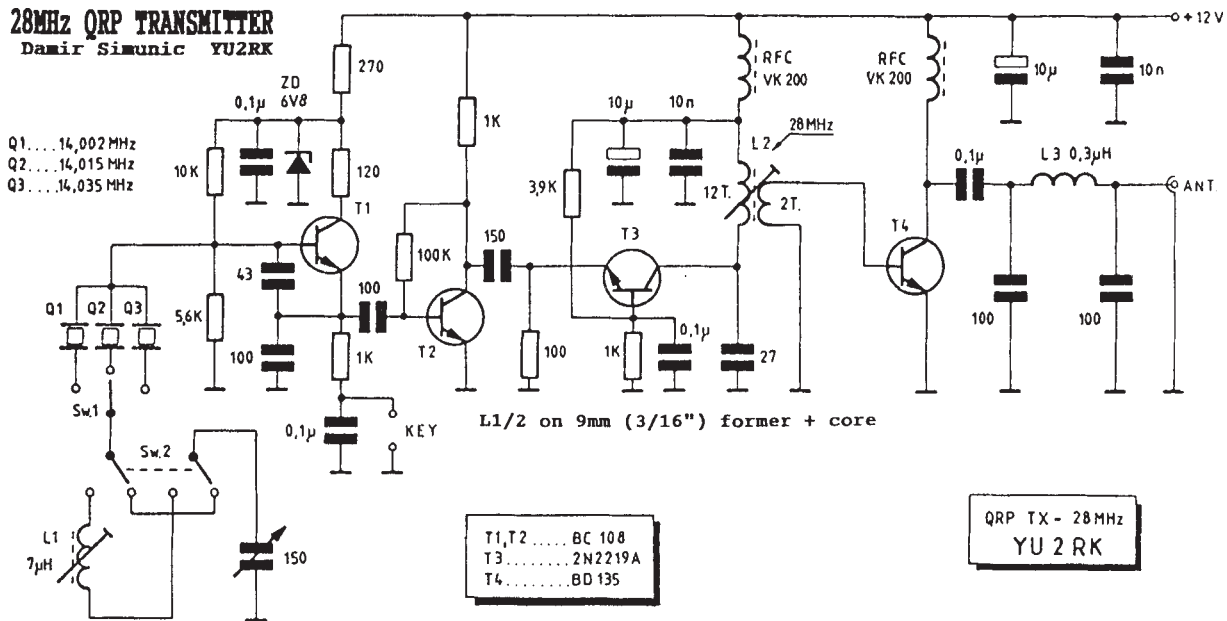 28MHz QRP TRANSMITTER
Damir Simunic YU2RK
+ 12 V
270
RFC
VK 200
RFC
VK 200
10µ
10n
ZD
6V8
0,1µ
1K
10µ
10n
L2
28MHz
Q1....14,002 MHz
Q2....14,015 MHz
Q3....14,035 MHz
10K
120
3,9K
12T.
2T.
0,1µ
L3 0,3µH
ANT.
T1
T3
T4
43
100K
150
100
Q1
Q2
Q3
5,6K
100
1K
T2
100
1K
0,1µ
27
100
100
Sw.1
0,1µ
KEY
L1/2 on 9mm (3/16") former + core
Sw.2
L1
7µH
150
T1,T2 ..... BC 108
T3........ 2N2219A
T4........ BD 135
QRP TX - 28MHz
YU 2 RK